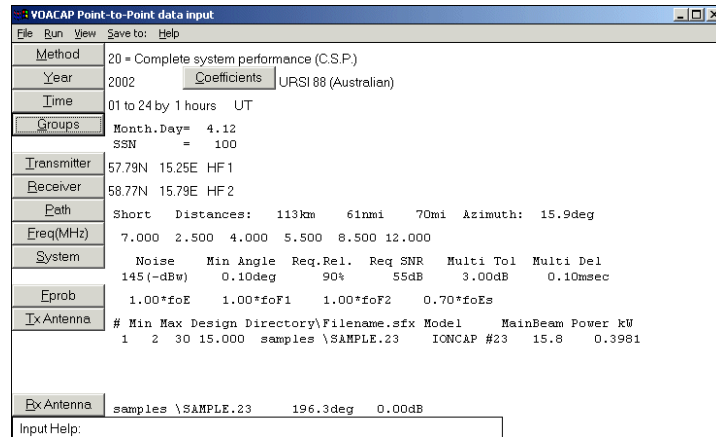 VOACAP Point-to-Point data input
File Run View Save to: Help
Method 20 = Complete system performance (C.S.P.)
Year 2002 Coefficients URSI 88 (Australian)
Time 01 to 24 by 1 hours UT
Groups Month.Day= 4.12
SSN = 100
Transmitter 57.79N 15.25E HF1
Receiver 58.77N 15.79E HF2
Path Short Distances: 113km 61nmi 70mi Azimuth: 15.9deg
Freq(MHz) 7.000 2.500 4.000 5.500 8.500 12.000
System Noise Min Angle Req.Rel. Req SNR Multi Tol Multi Del
145(-dBw) 0.10deg 90% 55dB 3.00dB 0.10msec
Fprob 1.00*foE 1.00*foF1 1.00*foF2 0.70*foEs
Tx Antenna # Min Max Design Directory\Filename.sfx Model MainBeam Power kW
1 2 30 15.000 samples \SAMPLE.23 IONCAP #23 15.8 0.3981
Rx Antenna samples \SAMPLE.23 196.3deg 0.00dB
Input Help: